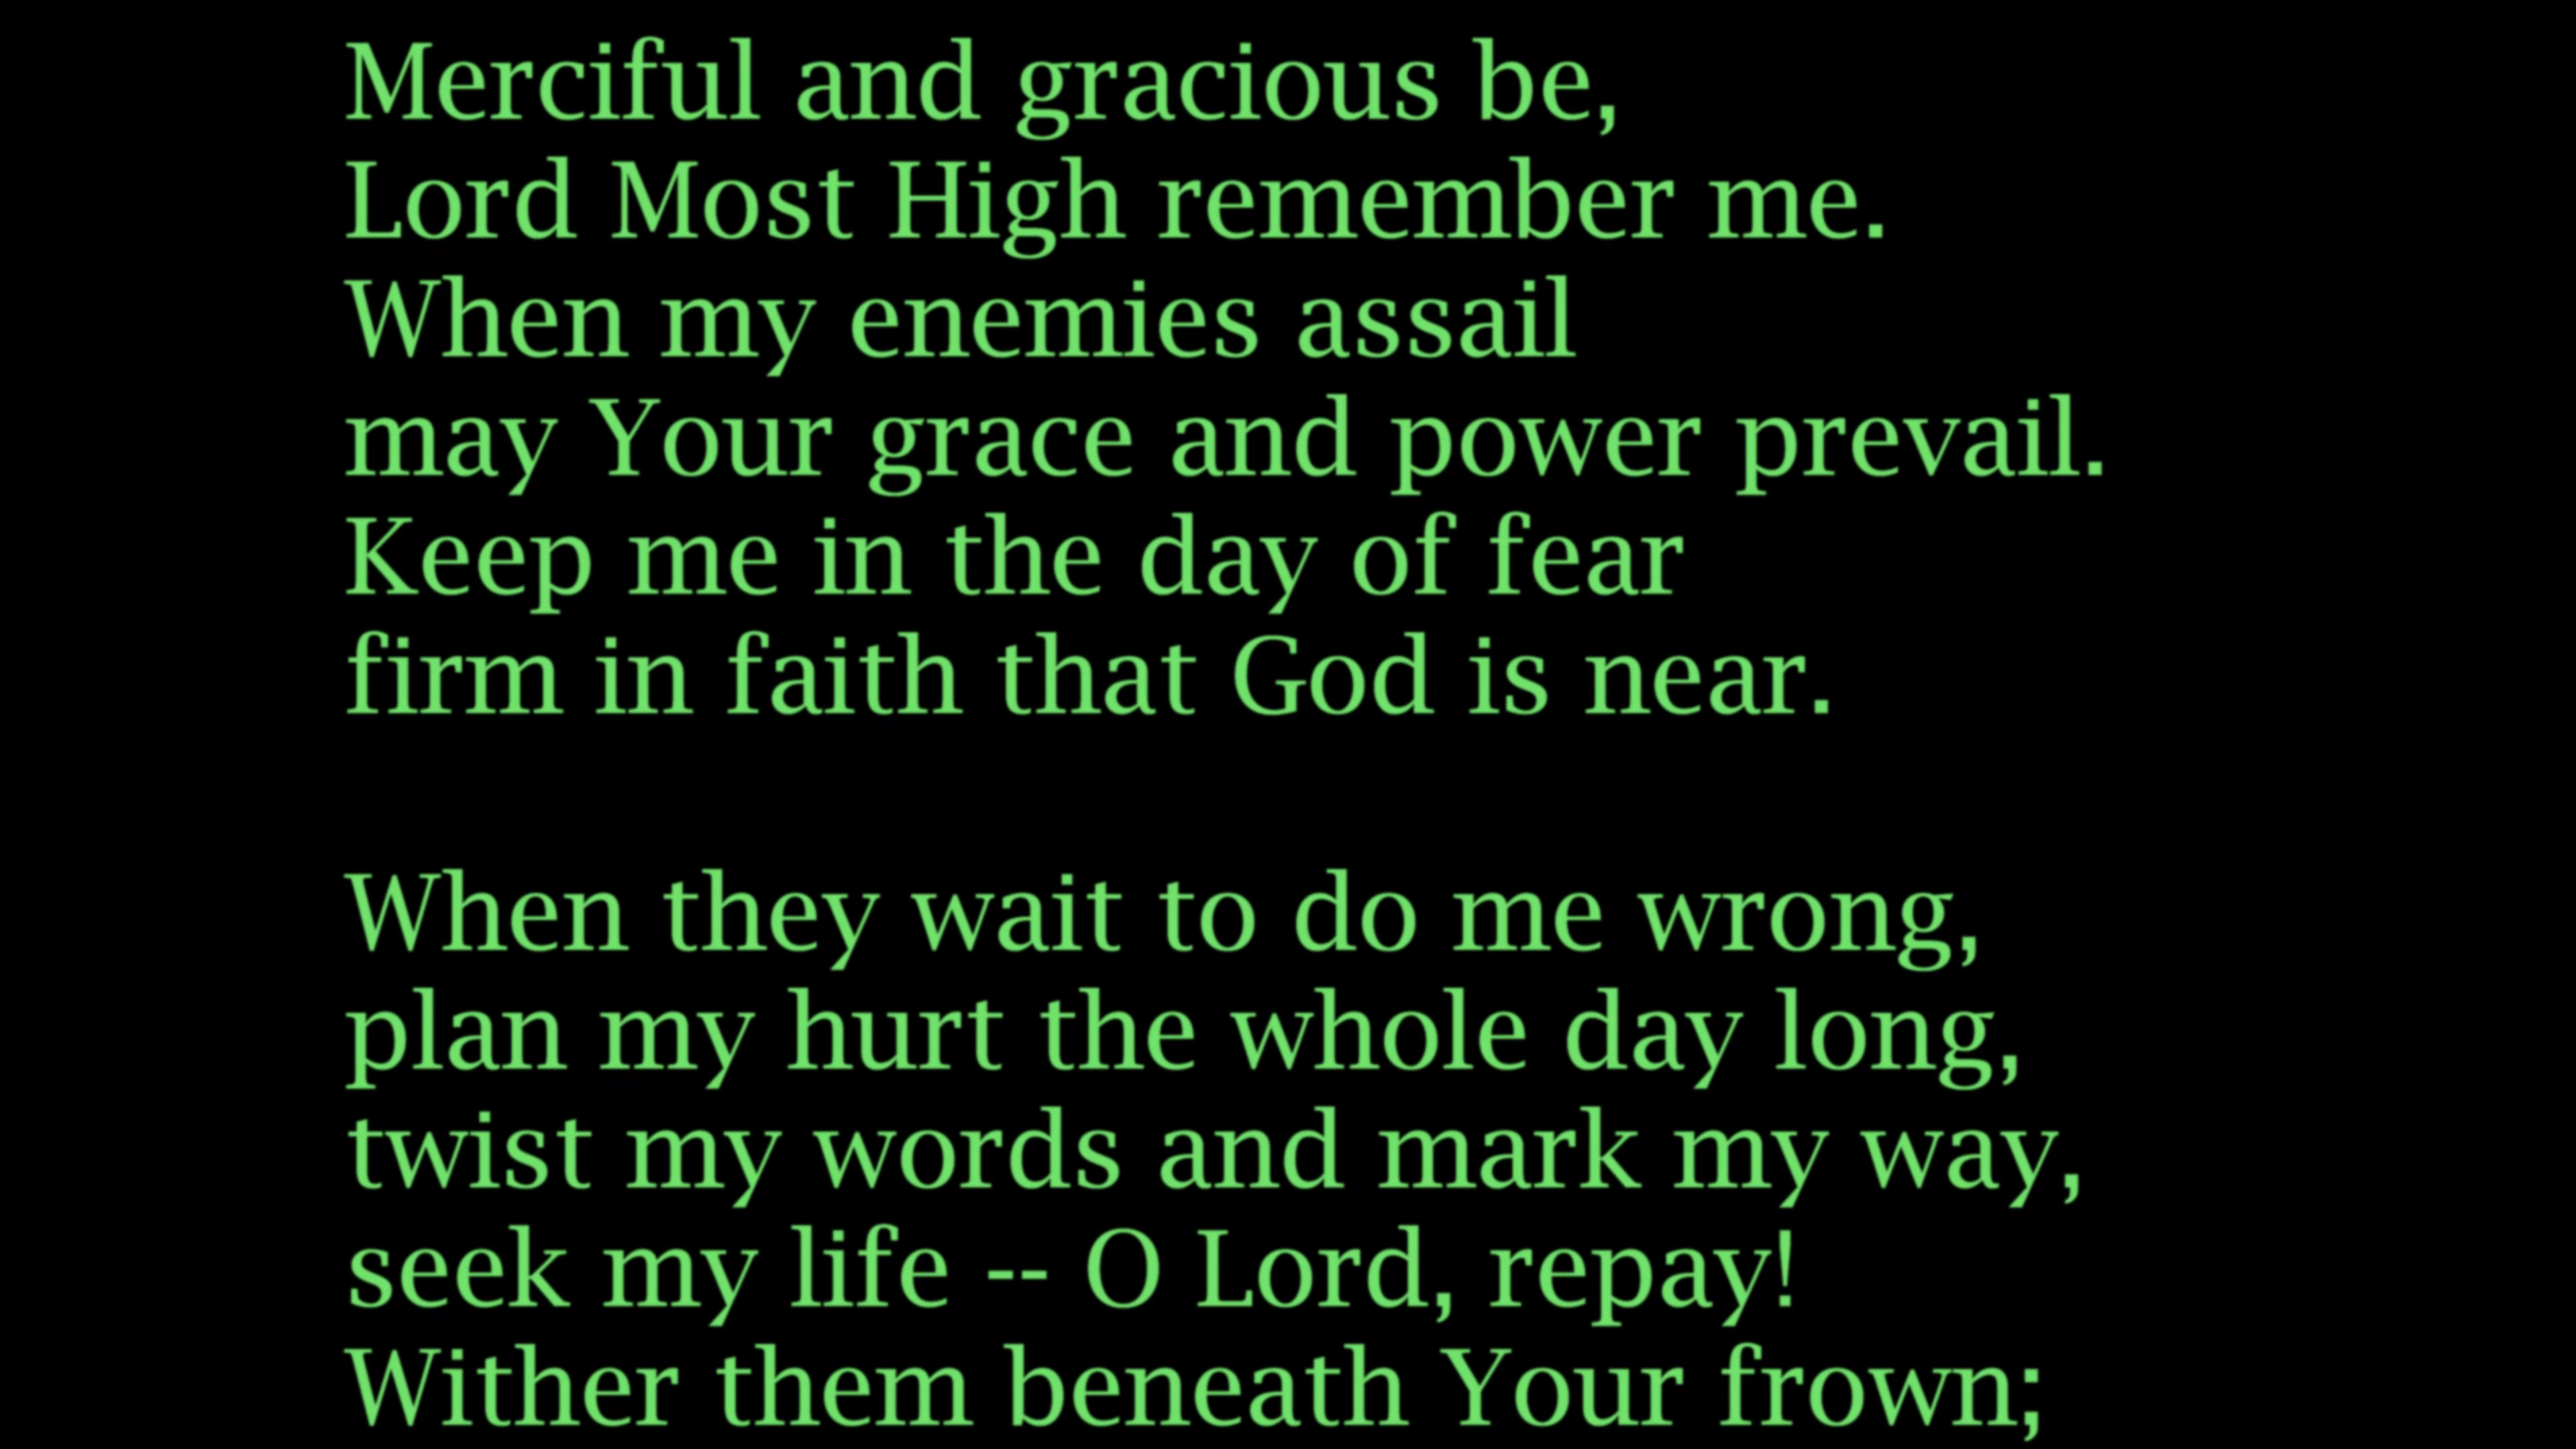 Merciful and gracious be,
Lord Most High remember me.
When my enemies assail
may Your grace and power prevail.
Keep me in the day of fear
firm in faith that God is near.

When they wait to do me wrong,
plan my hurt the whole day long,
twist my words and mark my way,
seek my life -- O Lord, repay!
Wither them beneath Your frown;